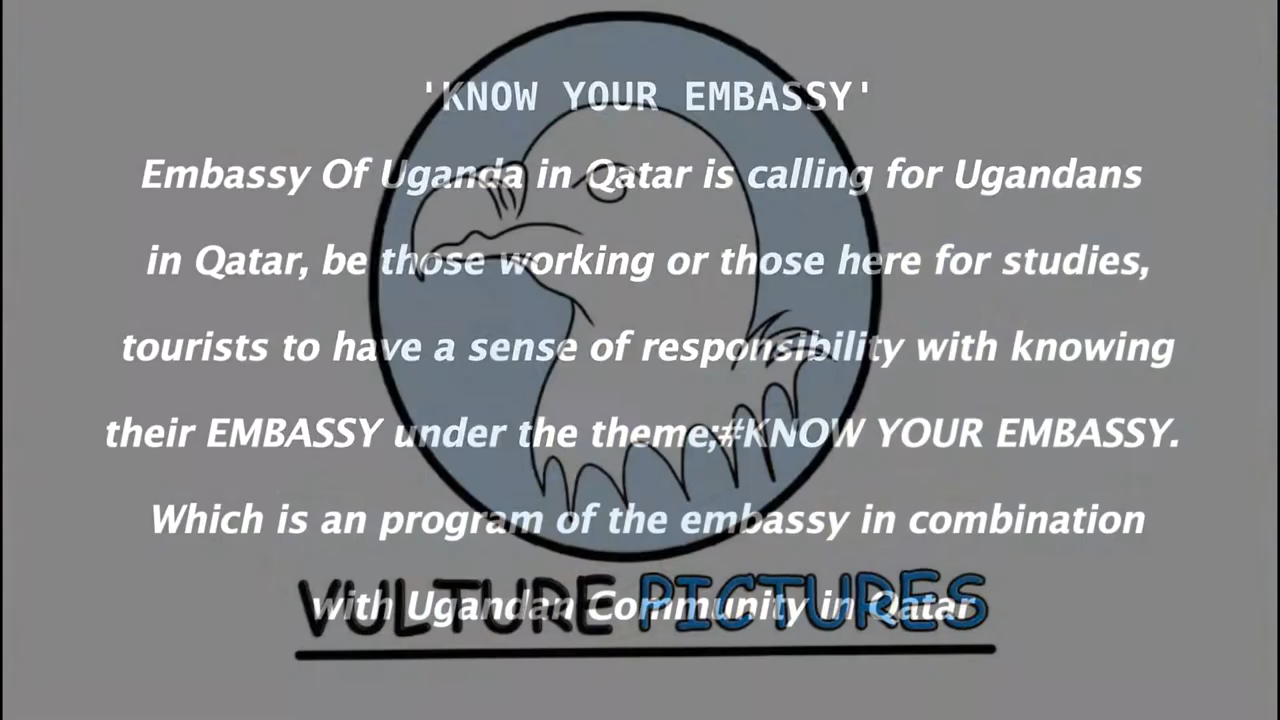 'KNOW YOUR EMBASSY'
Embassy Of Uganda in Qatar is calling for Ugandans
in Qatar, be those working or those here for studies,
tourists to have a sense of responsibility with knowing
their EMBASSY under the theme;#KNOW YOUR EMBASSY.
Which is an program of the embassy in combination
with Ugandan Community in Qatar
VULTURE PICTURES